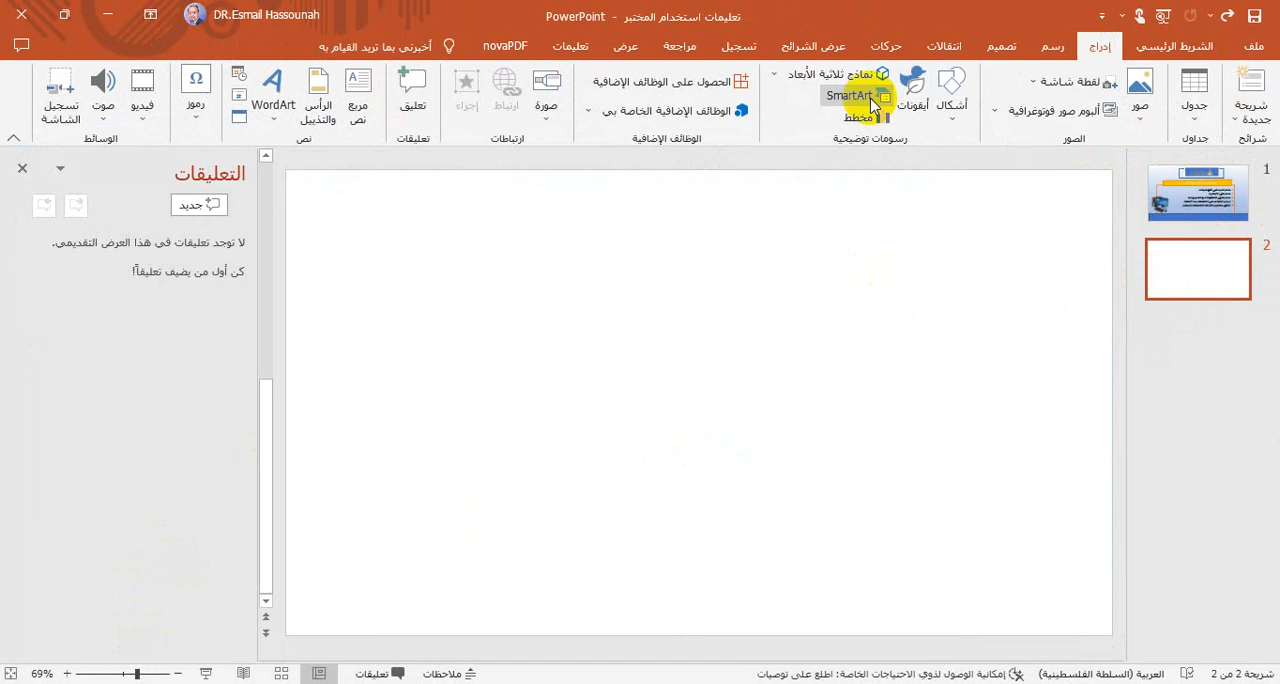 تعليمات استخدام المختبر - PowerPoint
DR.Esmail Hassounah
ملف
الشريط الرئيسي
إدراج
رسم
تصميم
انتقالات
حركات
عرض الشرائح
تسجيل
مراجعة
عرض
تعليمات
novaPDF
أخبرني بما تريد القيام به
شريحة
جديدة
شرائح
جدول
جداول
صور
لقطة شاشة
ألبوم صور فوتوغرافية
الصور
أشكال
أيقونات
نماذج ثلاثية الأبعاد
SmartArt
مخطط
رسومات توضيحية
الحصول على الوظائف الإضافية
الوظائف الإضافية الخاصة بي
الوظائف الإضافية
صورة
ارتباط
إجراء
ارتباطات
تعليق
تعليقات
مربع
نص
الرأس
والتذييل
WordArt
نص
رموز
فيديو
صوت
تسجيل
الشاشة
الوسائط
1
2
التعليقات
جديد
لا توجد تعليقات في هذا العرض التقديمي.
كن أول من يضيف تعليقاً!
شريحة 2 من 2
العربية (السلطة الفلسطينية)
إمكانية الوصول لذوي الاحتياجات الخاصة: اطلع على توصيات
ملاحظات
تعليقات
69%